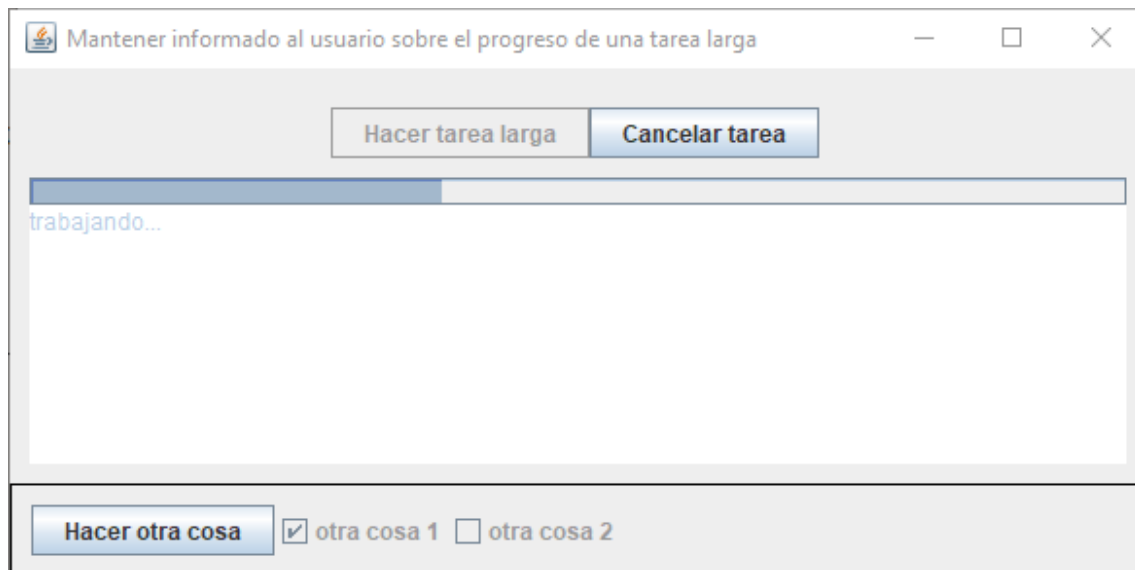 Mantener informado al usuario sobre el progreso de una tarea larga
Hacer tarea larga Cancelar tarea
trabajando...
Hacer otra cosa otra cosa 1 otra cosa 2